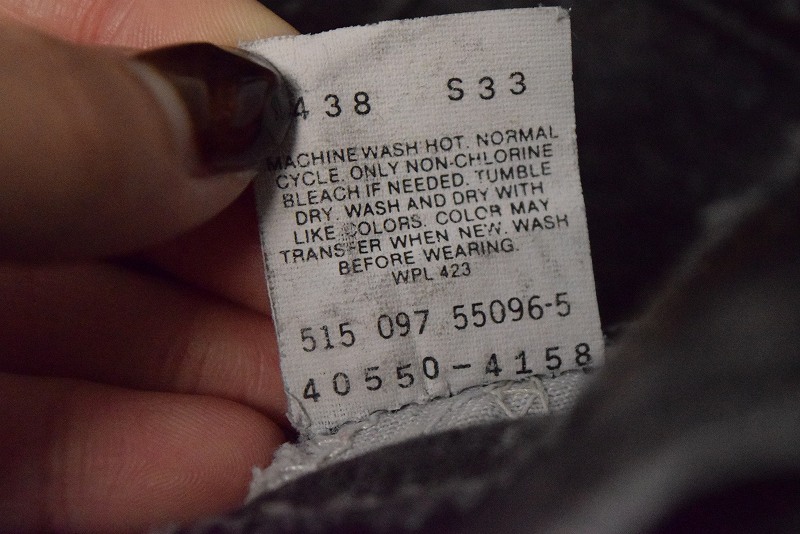 438 S33
MACHINE WASH HOT. NORMAL
CYCLE. ONLY NON-CHLORINE
BLEACH IF NEEDED. TUMBLE
DRY. WASH AND DRY WITH
LIKE COLORS. COLOR MAY
TRANSFER WHEN NEW. WASH
BEFORE WEARING.
WPL 423
515 097 55096-5
40550-4158